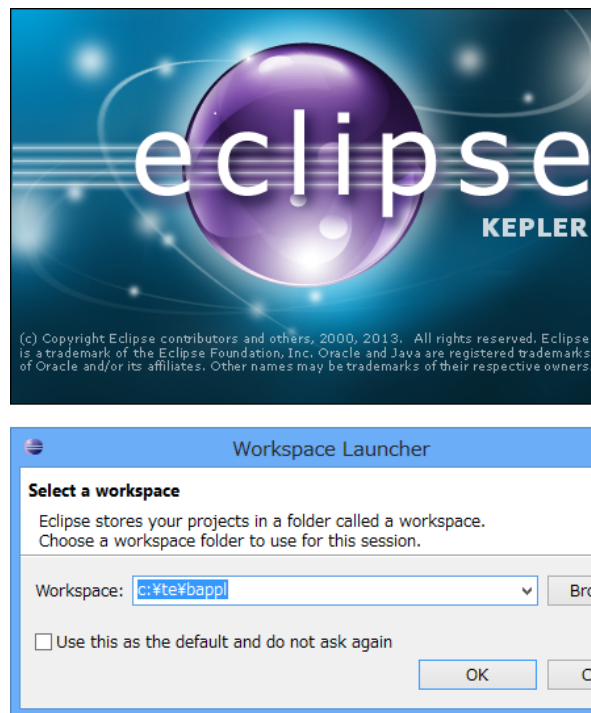 eclipse
KEPLER
(c) Copyright Eclipse contributors and others, 2000, 2013.  All rights reserved. Eclipse
is a trademark of the Eclipse Foundation, Inc. Oracle and Java are registered trademarks
of Oracle and/or its affiliates. Other names may be trademarks of their respective owners.
Workspace Launcher
Select a workspace
Eclipse stores your projects in a folder called a workspace.
Choose a workspace folder to use for this session.
Workspace: c:¥te¥bappl Bro
Use this as the default and do not ask again
OK C